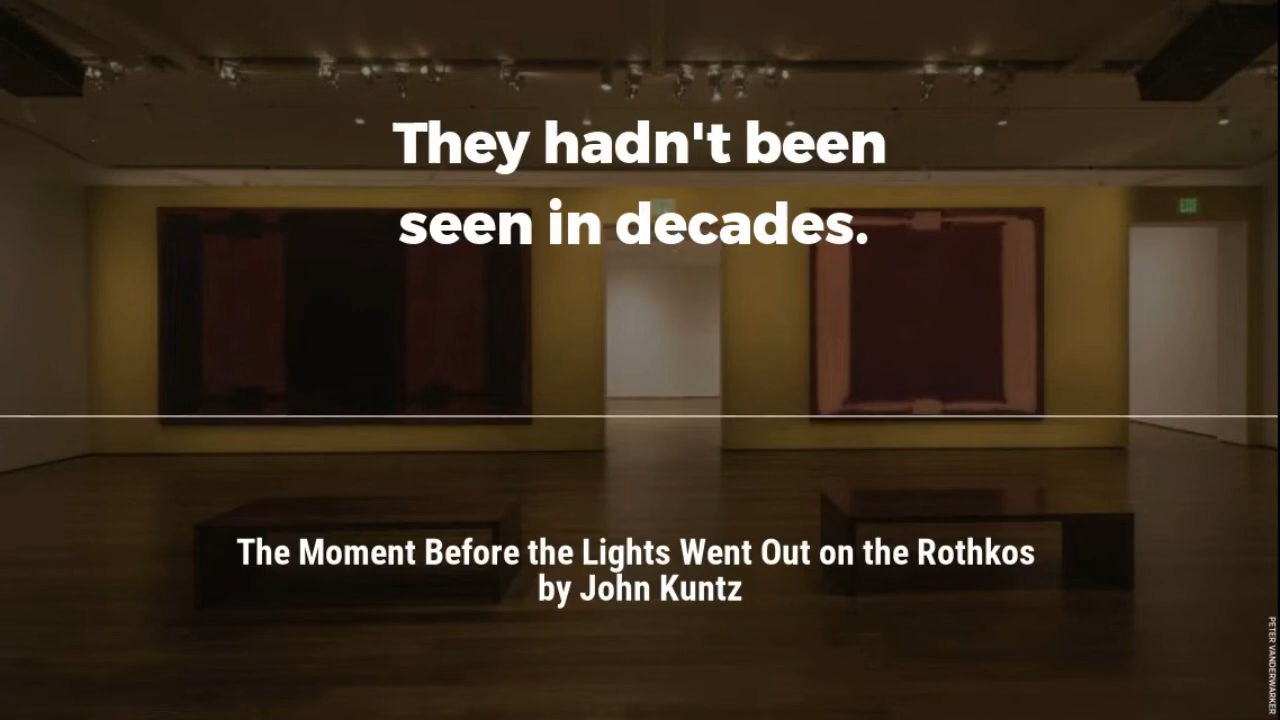 They hadn't been
seen in decades.
The Moment Before the Lights Went Out on the Rothkos
by John Kuntz
PETER VANDERWARKER